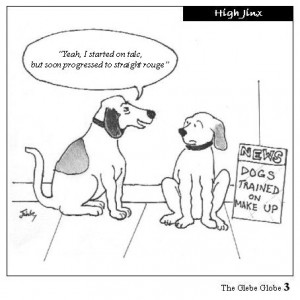 High Jinx
"Yeah, I started on talc,
but soon progressed to straight rouge"
NEWS
DOGS
TRAINED
ON
MAKE UP
The Glebe Globe 3